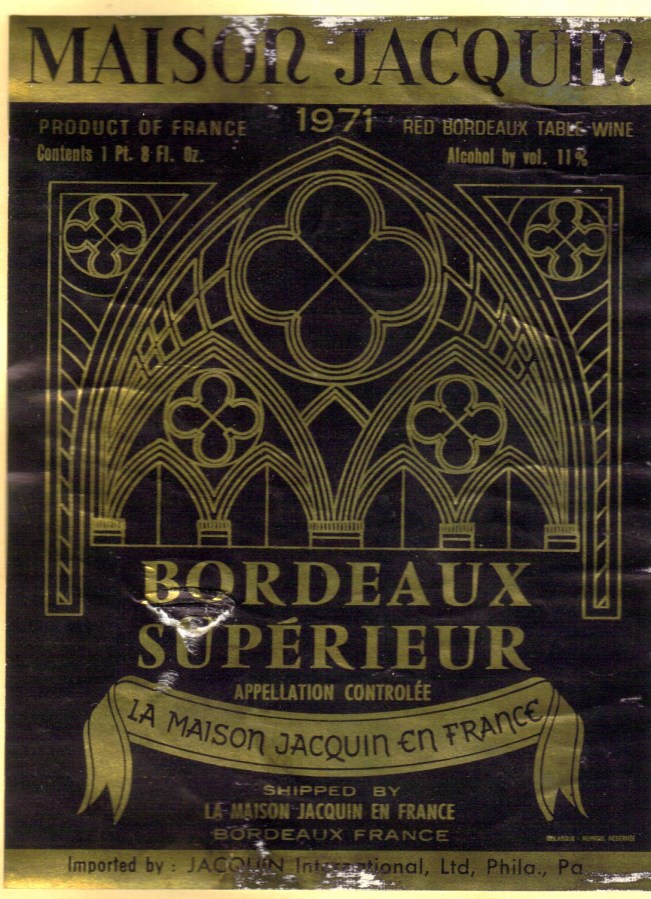 MAISON JACQUIN
PRODUCT OF FRANCE 1971 RED BORDEAUX TABLE WINE
Contents 1 Pt. 8 Fl. Oz. Alcohol by vol. 11%
BORDEAUX
SUPÉRIEUR
APPELLATION CONTROLÉE
LA MAISON JACQUIN EN FRANCE
SHIPPED BY
LA MAISON JACQUIN EN FRANCE
BORDEAUX FRANCE
Imported by : JACQUIN International, Ltd, Phila., Pa